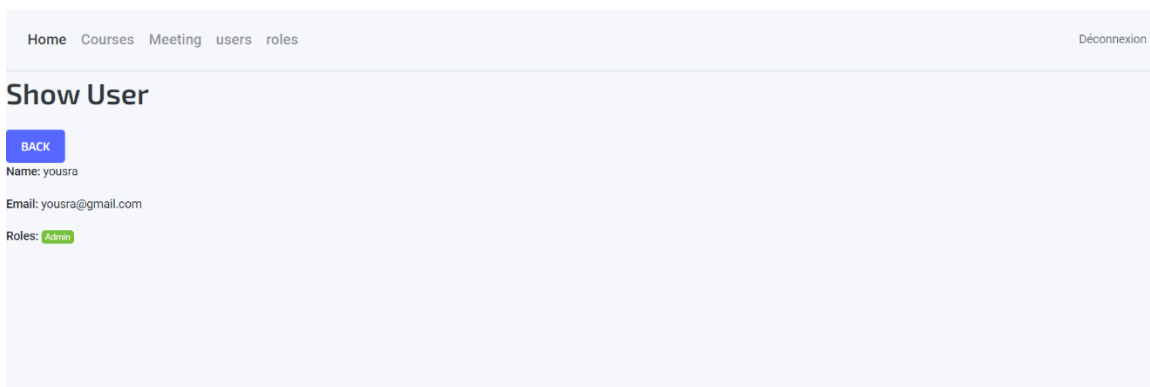 Home Courses Meeting users roles Déconnexion
Show User
BACK
Name: yousra
Email: yousra@gmail.com
Roles: Admin